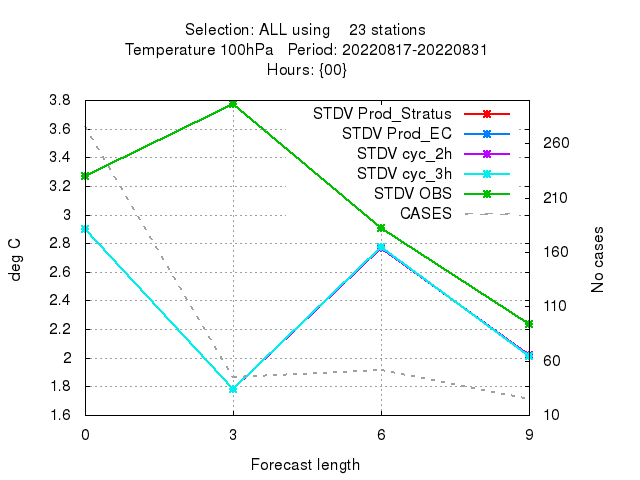 Selection: ALL using    23 stations
Temperature 100hPa   Period: 20220817-20220831
Hours: {00}
3.8
3.6
3.4
3.2
3
2.8
2.6
2.4
2.2
2
1.8
1.6
deg C
STDV Prod_Stratus
STDV Prod_EC
STDV cyc_2h
STDV cyc_3h
STDV OBS
CASES
260
210
160
110
60
10
No cases
0 3 6 9
Forecast length